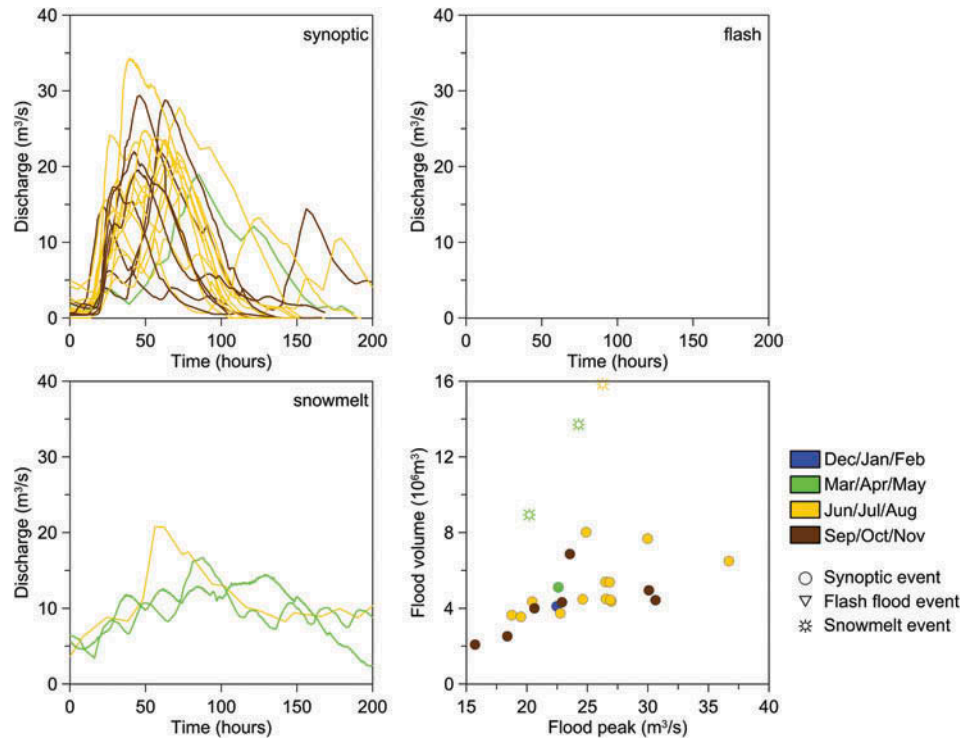 synoptic
40
30
20
10
0
Discharge (m³/s)
0 50 100 150 200
Time (hours)
flash
40
30
20
10
0
Discharge (m³/s)
0 50 100 150 200
Time (hours)
snowmelt
40
30
20
10
0
Discharge (m³/s)
0 50 100 150 200
Time (hours)
16
12
8
4
0
Flood volume (10⁶m³)
15 20 25 30 35 40
Flood peak (m³/s)
Dec/Jan/Feb
Mar/Apr/May
Jun/Jul/Aug
Sep/Oct/Nov
Synoptic event
Flash flood event
Snowmelt event